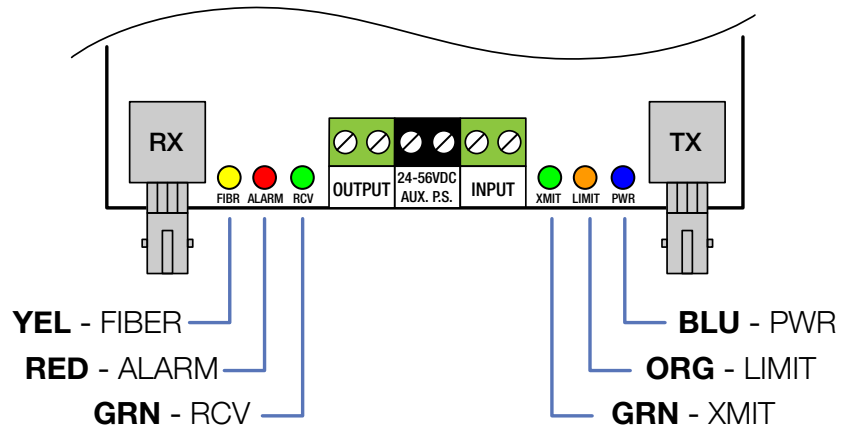 RX
TX
FIBR ALARM RCV
OUTPUT
24-56VDC
AUX. P.S.
INPUT
XMIT LIMIT PWR
YEL - FIBER
BLU - PWR
RED - ALARM
ORG - LIMIT
GRN - RCV
GRN - XMIT